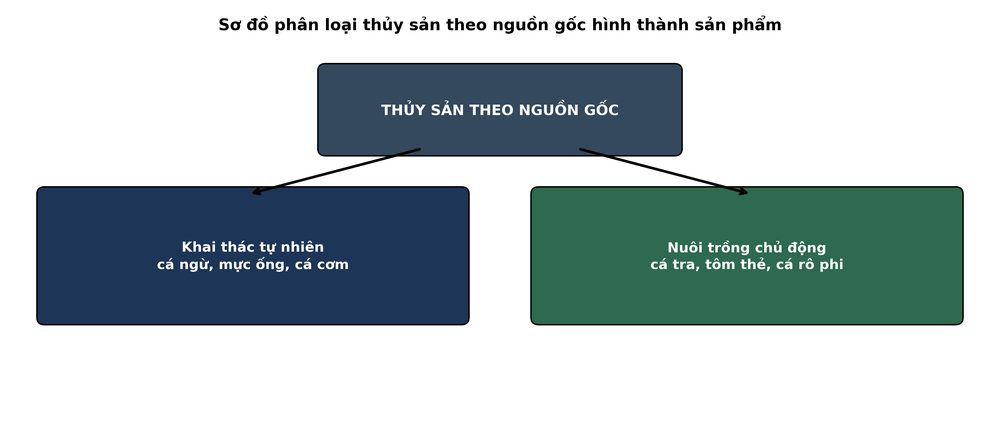 Sơ đồ phân loại thủy sản theo nguồn gốc hình thành sản phẩm
THỦY SẢN THEO NGUỒN GỐC
Khai thác tự nhiên
cá ngừ, mực ống, cá cơm
Nuôi trồng chủ động
cá tra, tôm thẻ, cá rô phi